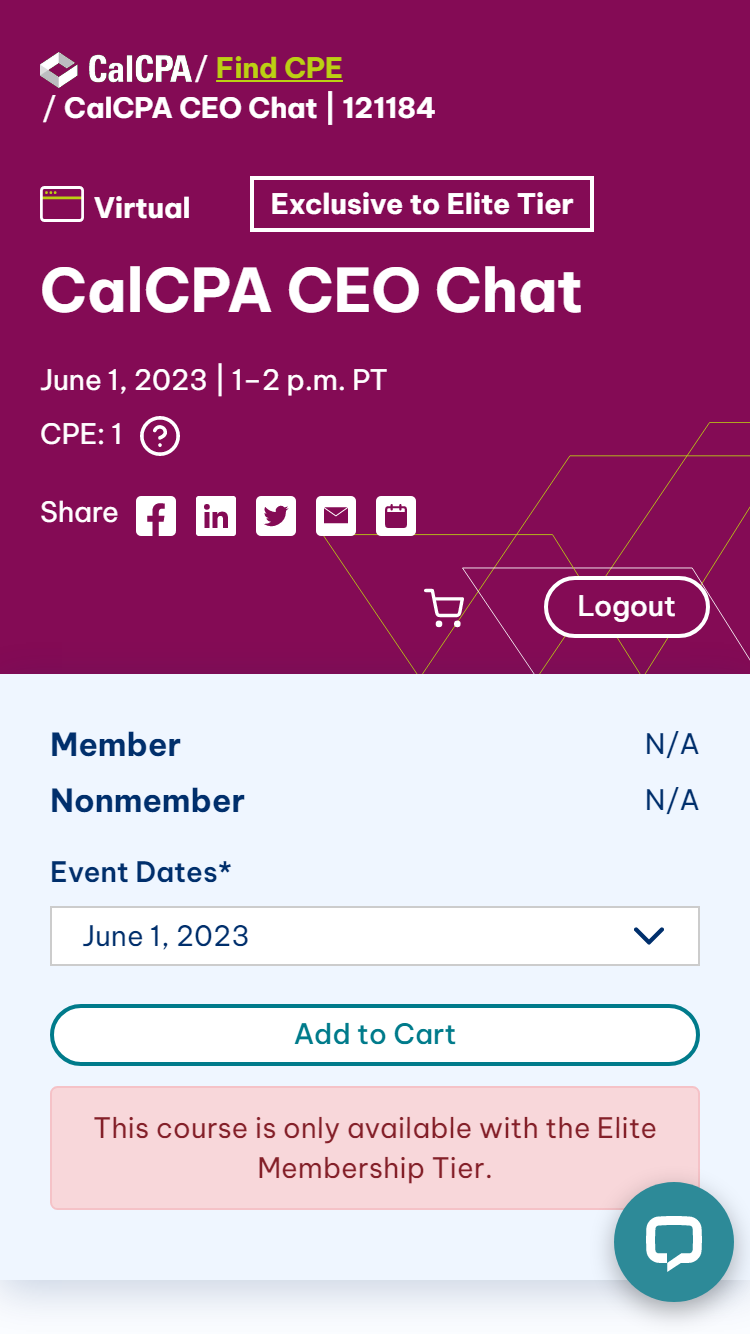 CalCPA / Find CPE
/ CalCPA CEO Chat | 121184
Virtual
Exclusive to Elite Tier
CalCPA CEO Chat
June 1, 2023 | 1–2 p.m. PT
CPE: 1 ?
Share
Logout
Member N/A
Nonmember N/A
Event Dates*
June 1, 2023
Add to Cart
This course is only available with the Elite
Membership Tier.